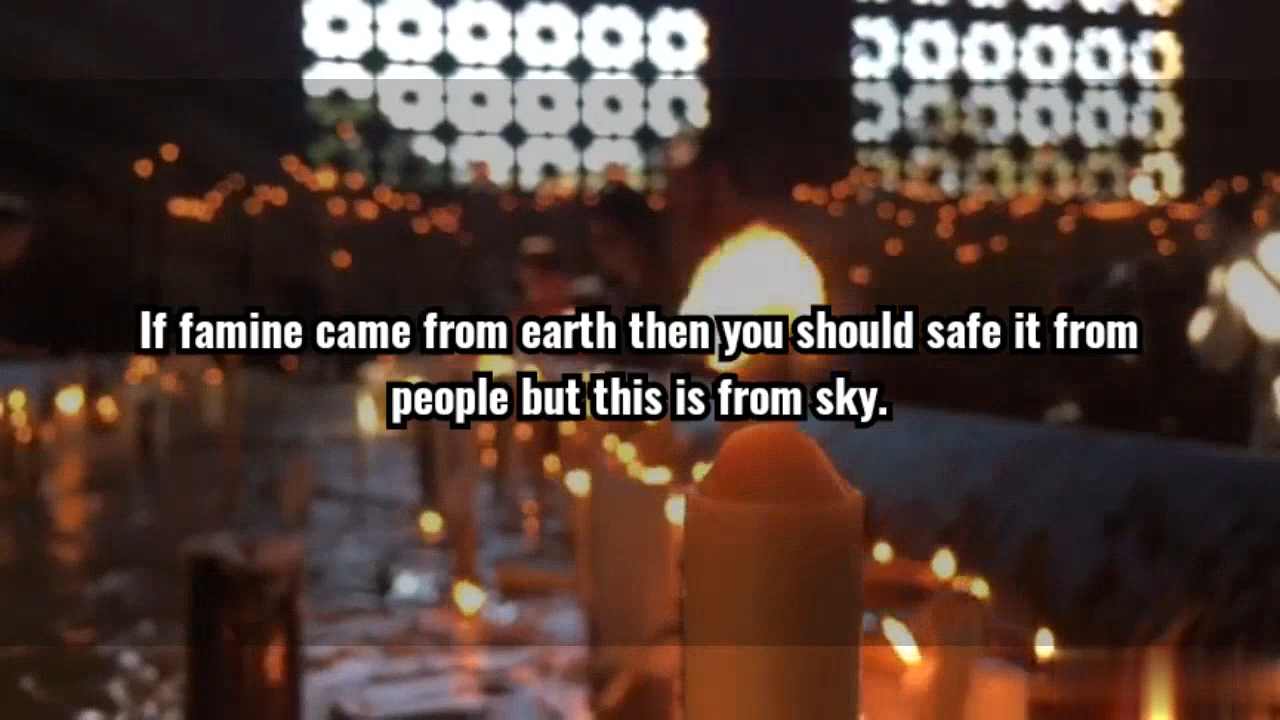 If famine came from earth then you should safe it from
people but this is from sky.